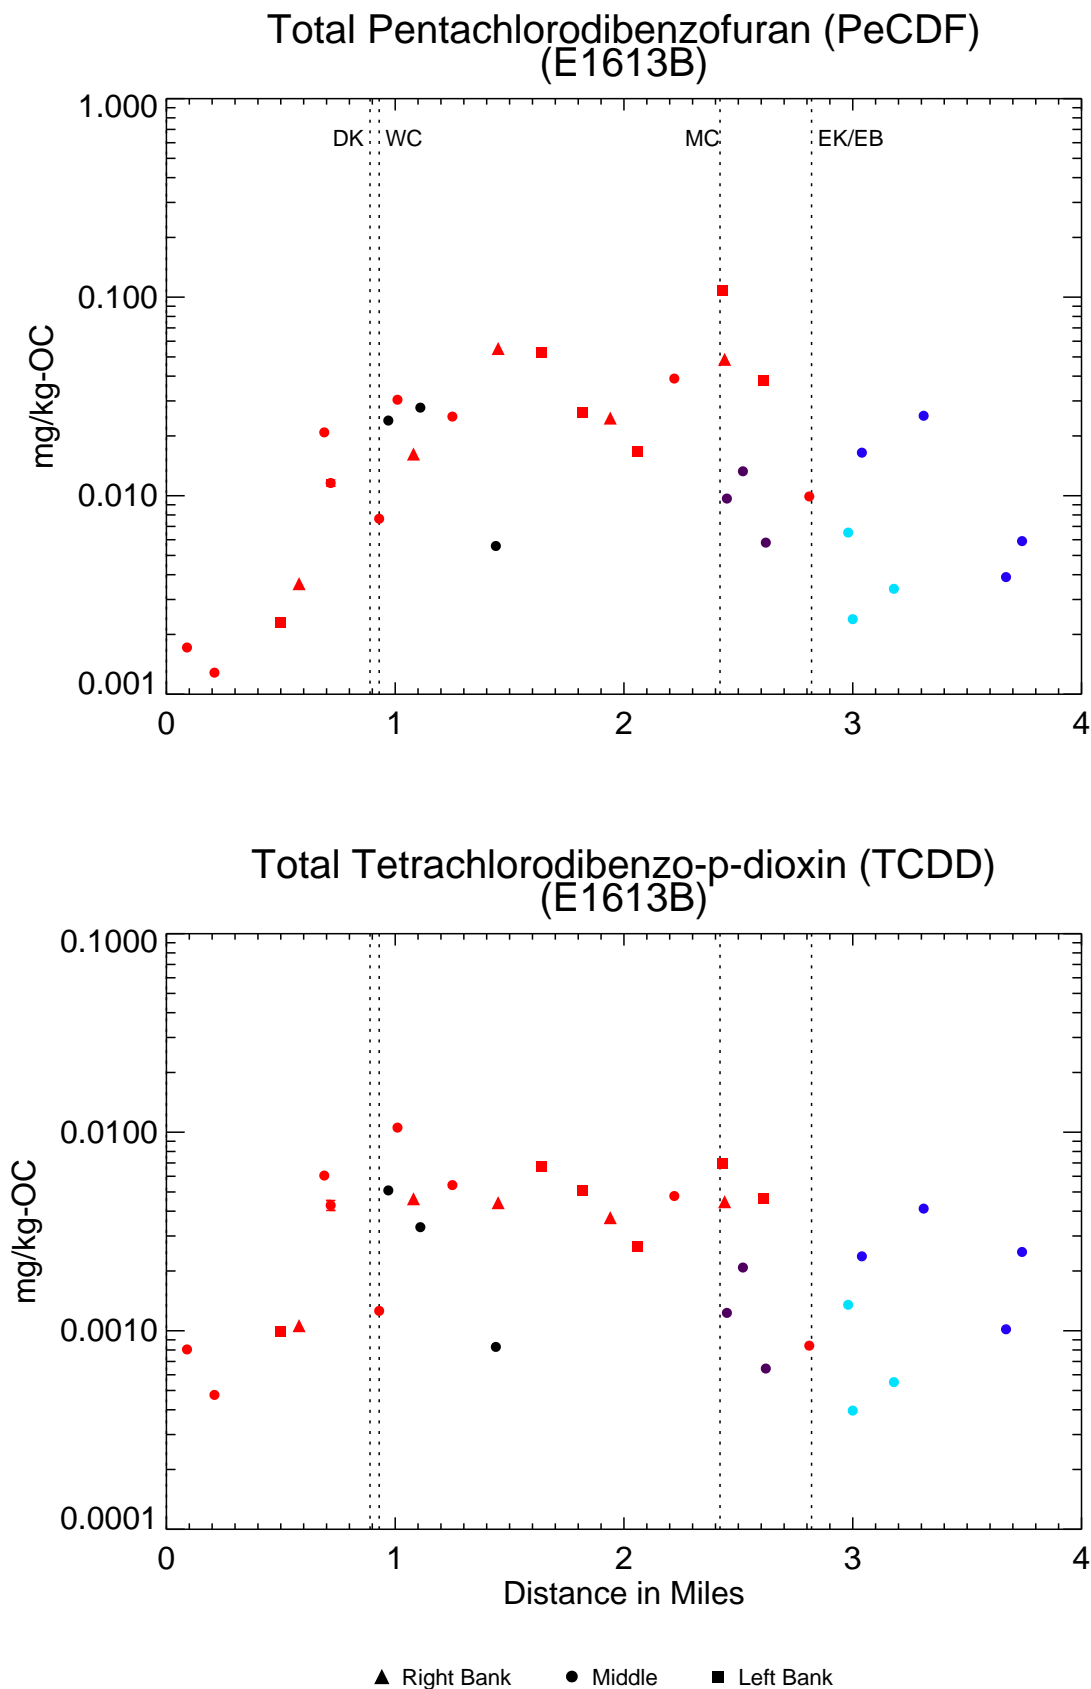 Total Pentachlorodibenzofuran (PeCDF)
(E1613B)
1.000
0.100
0.010
0.001
mg/kg-OC
DK
WC
MC
EK/EB
0 1 2 3 4
Total Tetrachlorodibenzo-p-dioxin (TCDD)
(E1613B)
0.1000
0.0100
0.0010
0.0001
mg/kg-OC
0 1 2 3 4
Distance in Miles
Right Bank Middle Left Bank